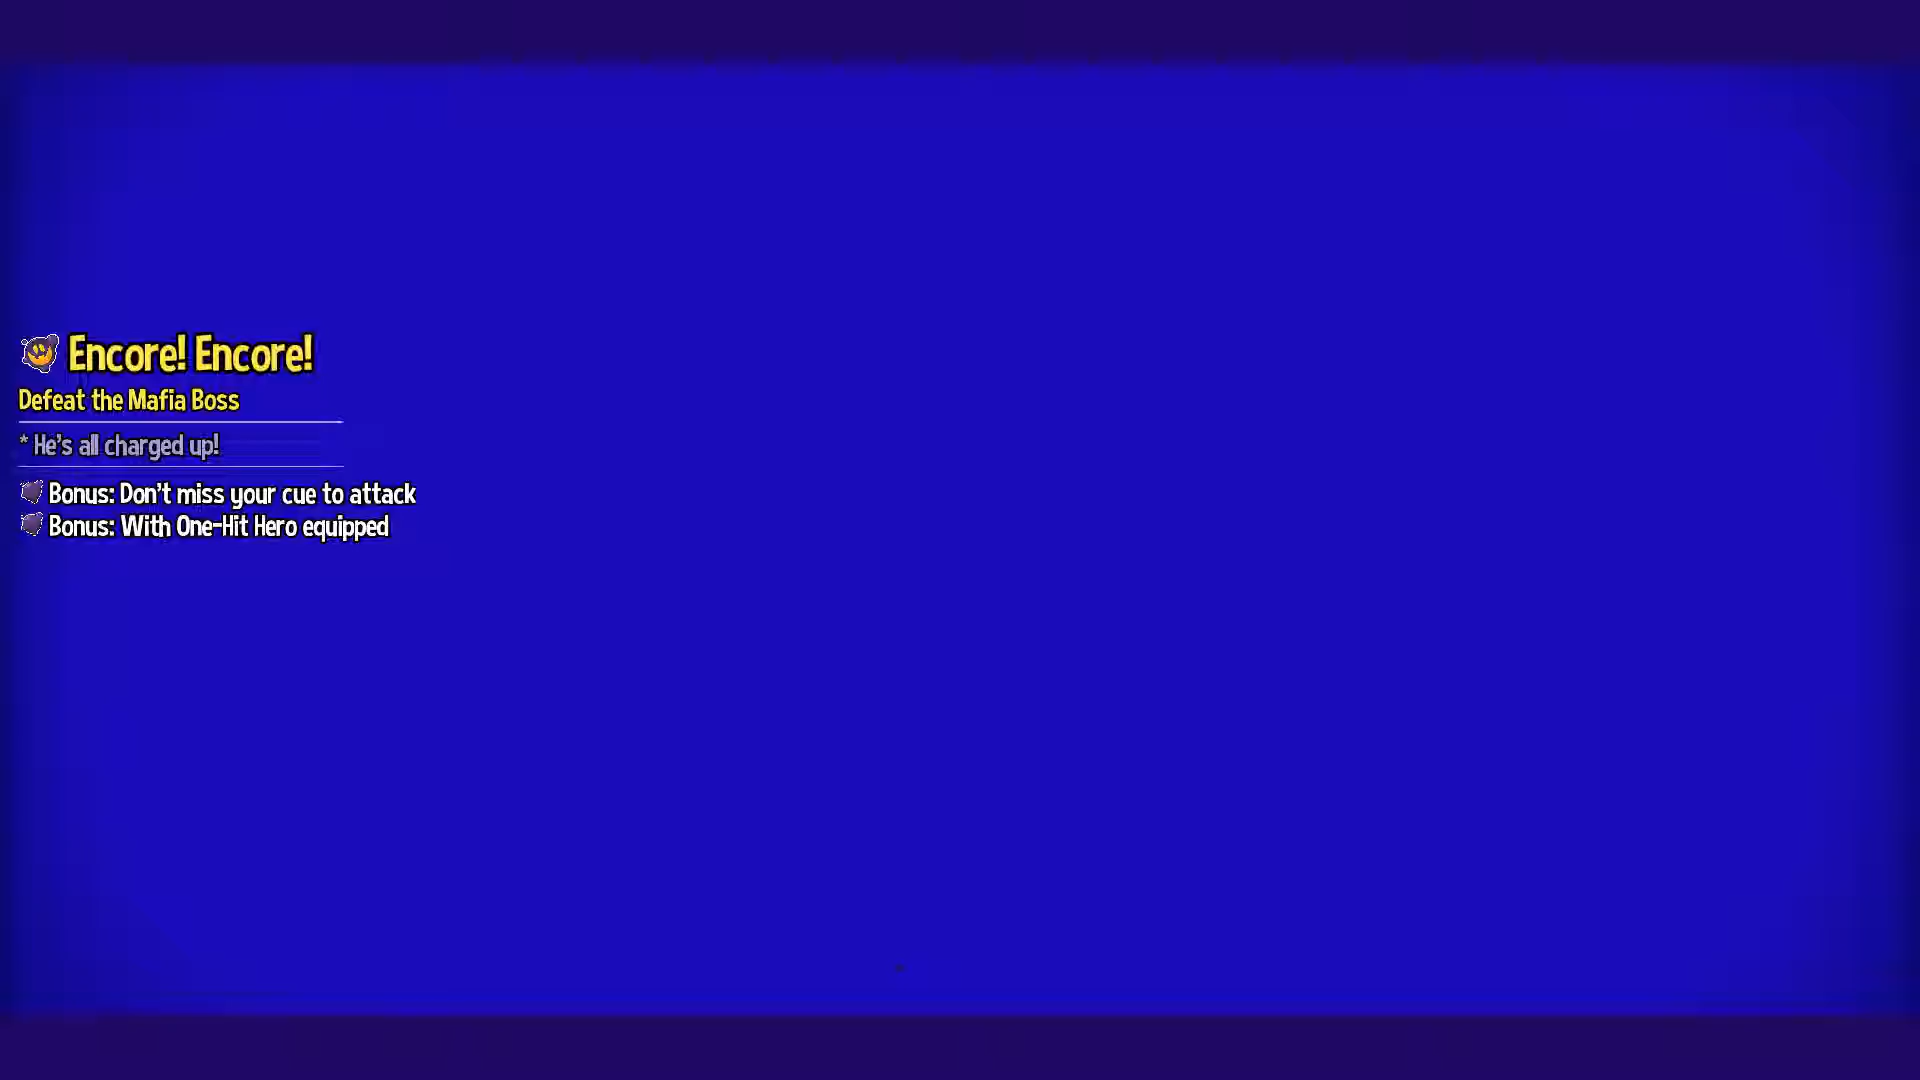 Encore! Encore!
Defeat the Mafia Boss
* He's all charged up!
Bonus: Don't miss your cue to attack
Bonus: With One-Hit Hero equipped